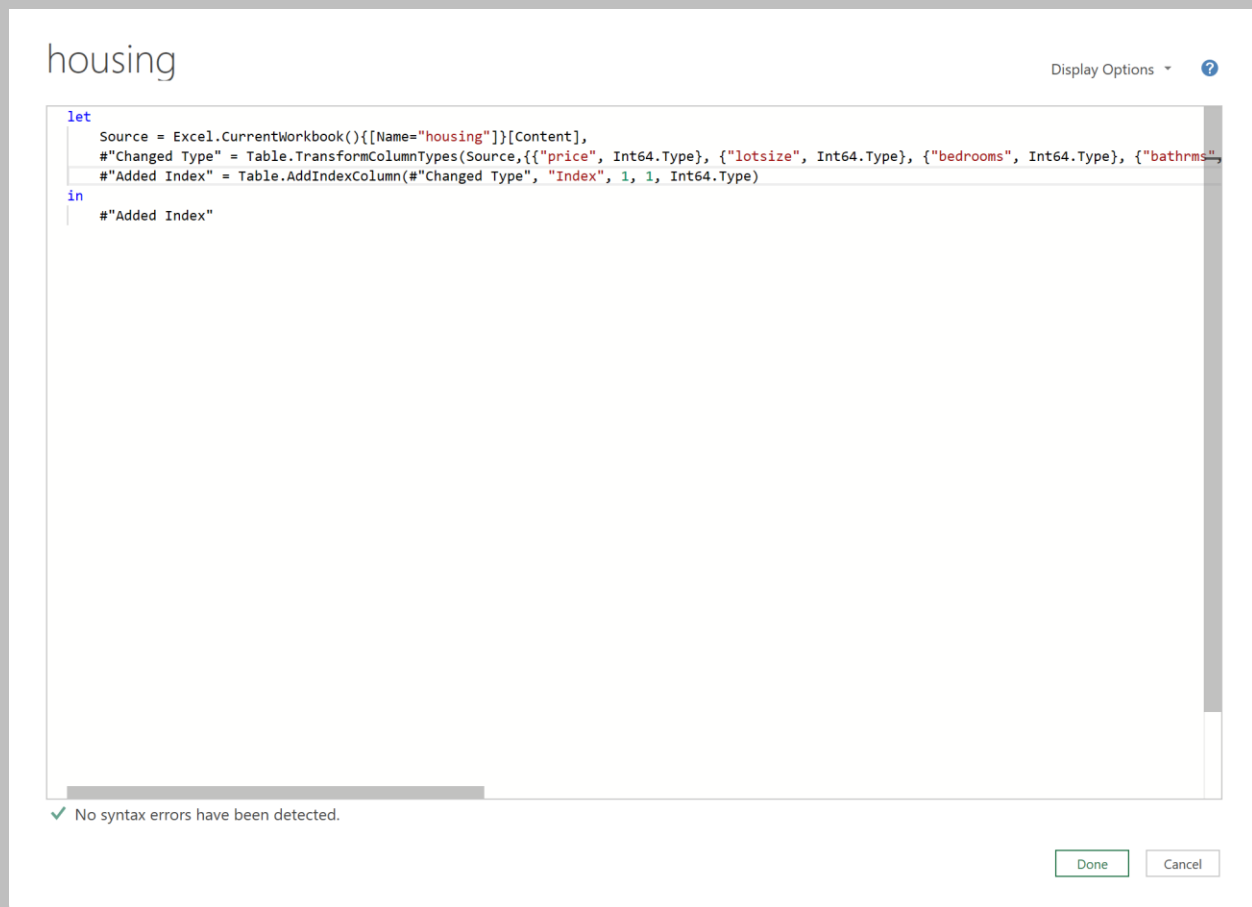 housing
Display Options
?
let
Source = Excel.CurrentWorkbook(){[Name="housing"]}[Content],
#"Changed Type" = Table.TransformColumnTypes(Source,{{"price", Int64.Type}, {"lotsize", Int64.Type}, {"bedrooms", Int64.Type}, {"bathrms",
#"Added Index" = Table.AddIndexColumn(#"Changed Type", "Index", 1, 1, Int64.Type)
in
#"Added Index"
No syntax errors have been detected.
Done Cancel